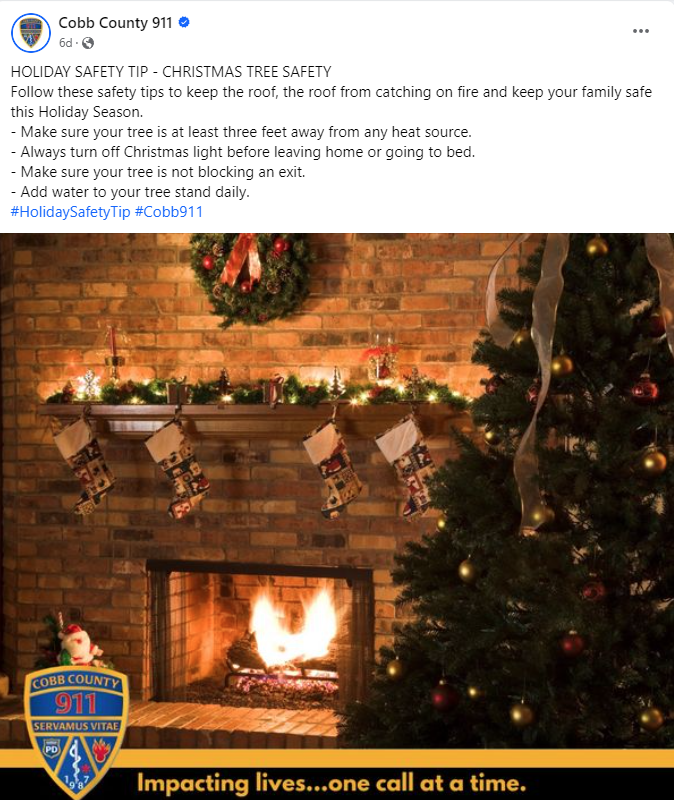 Cobb County 911
6d
HOLIDAY SAFETY TIP - CHRISTMAS TREE SAFETY
Follow these safety tips to keep the roof, the roof from catching on fire and keep your family safe
this Holiday Season.
- Make sure your tree is at least three feet away from any heat source.
- Always turn off Christmas light before leaving home or going to bed.
- Make sure your tree is not blocking an exit.
- Add water to your tree stand daily.
#HolidaySafetyTip #Cobb911
COBB COUNTY
911
SERVAMUS VITAE
PD
1987
Impacting lives...one call at a time.